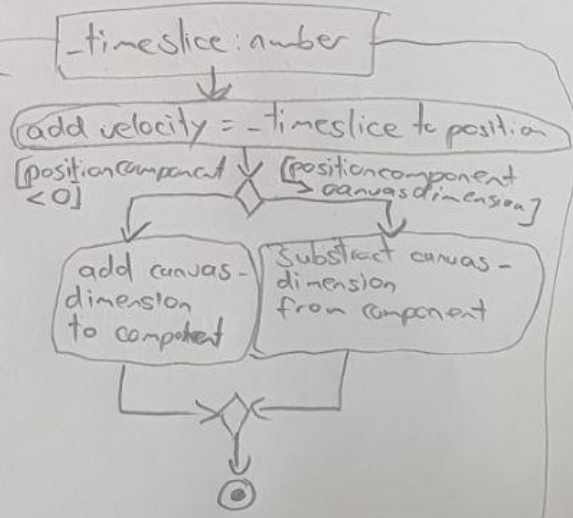 _timeslice: number
add velocity = _timeslice to position
[positioncomponent
< 0]
[positioncomponent
> canvasdimension]
add canvas-
dimension
to component
Substract canvas-
dimension
from component